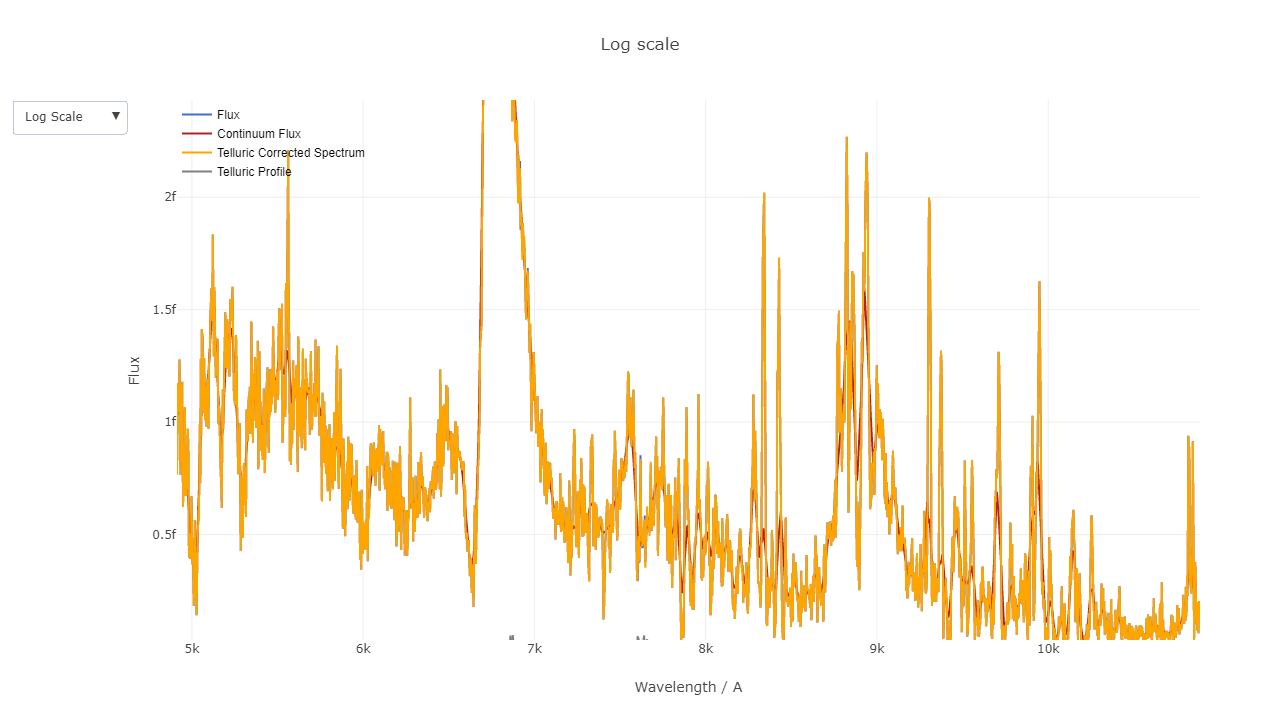 Log scale
Log Scale ▼
Flux
Continuum Flux
Telluric Corrected Spectrum
Telluric Profile
2f
1.5f
1f
0.5f
Flux
5k 6k 7k 8k 9k 10k
Wavelength / A